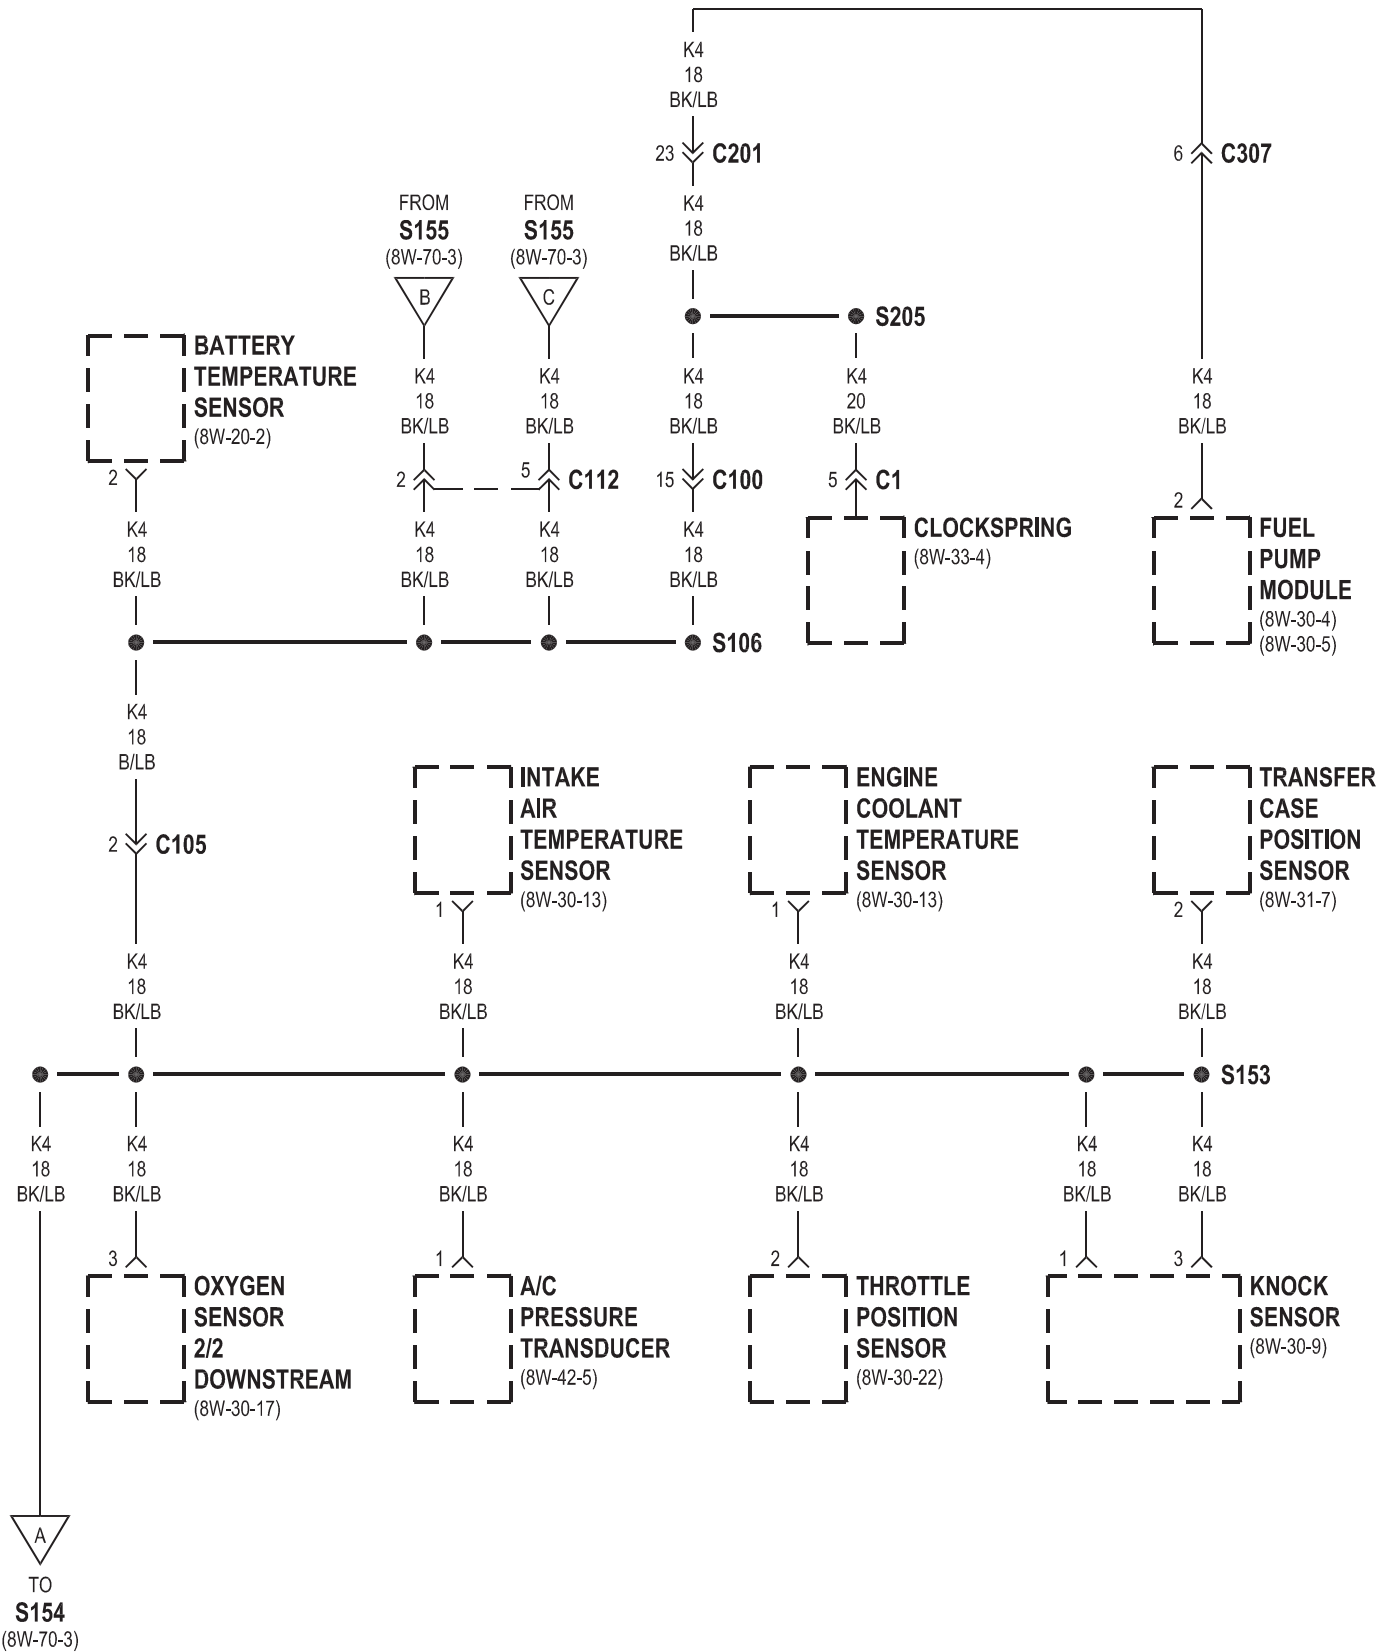 K4
18
BK/LB
23 C201
6 C307
K4
18
BK/LB
FROM
S155
(8W-70-3)
B
FROM
S155
(8W-70-3)
C
S205
BATTERY
TEMPERATURE
SENSOR
(8W-20-2)
2
K4
18
BK/LB
K4
18
BK/LB
K4
18
BK/LB
K4
20
BK/LB
K4
18
BK/LB
2
5 C112
15 C100
5 C1
2
K4
18
BK/LB
K4
18
BK/LB
K4
18
BK/LB
K4
18
BK/LB
CLOCKSPRING
(8W-33-4)
FUEL
PUMP
MODULE
(8W-30-4)
(8W-30-5)
S106
K4
18
B/LB
2 C105
INTAKE
AIR
TEMPERATURE
SENSOR
(8W-30-13)
1
ENGINE
COOLANT
TEMPERATURE
SENSOR
(8W-30-13)
1
TRANSFER
CASE
POSITION
SENSOR
(8W-31-7)
2
K4
18
BK/LB
K4
18
BK/LB
K4
18
BK/LB
K4
18
BK/LB
S153
K4
18
BK/LB
K4
18
BK/LB
K4
18
BK/LB
K4
18
BK/LB
K4
18
BK/LB
K4
18
BK/LB
3
OXYGEN
SENSOR
2/2
DOWNSTREAM
(8W-30-17)
1
A/C
PRESSURE
TRANSDUCER
(8W-42-5)
2
THROTTLE
POSITION
SENSOR
(8W-30-22)
1
3
KNOCK
SENSOR
(8W-30-9)
A
TO
S154
(8W-70-3)